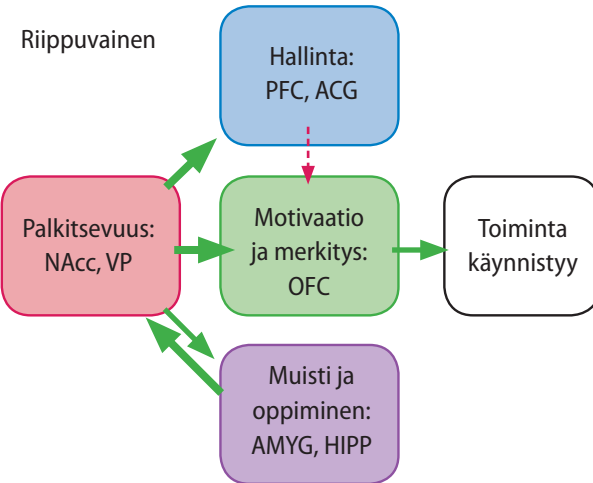 Riippuvainen
Hallinta:
PFC, ACG
Palkitsevuus:
NAcc, VP
Motivaatio
ja merkitys:
OFC
Toiminta
käynnistyy
Muisti ja
oppiminen:
AMYG, HIPP